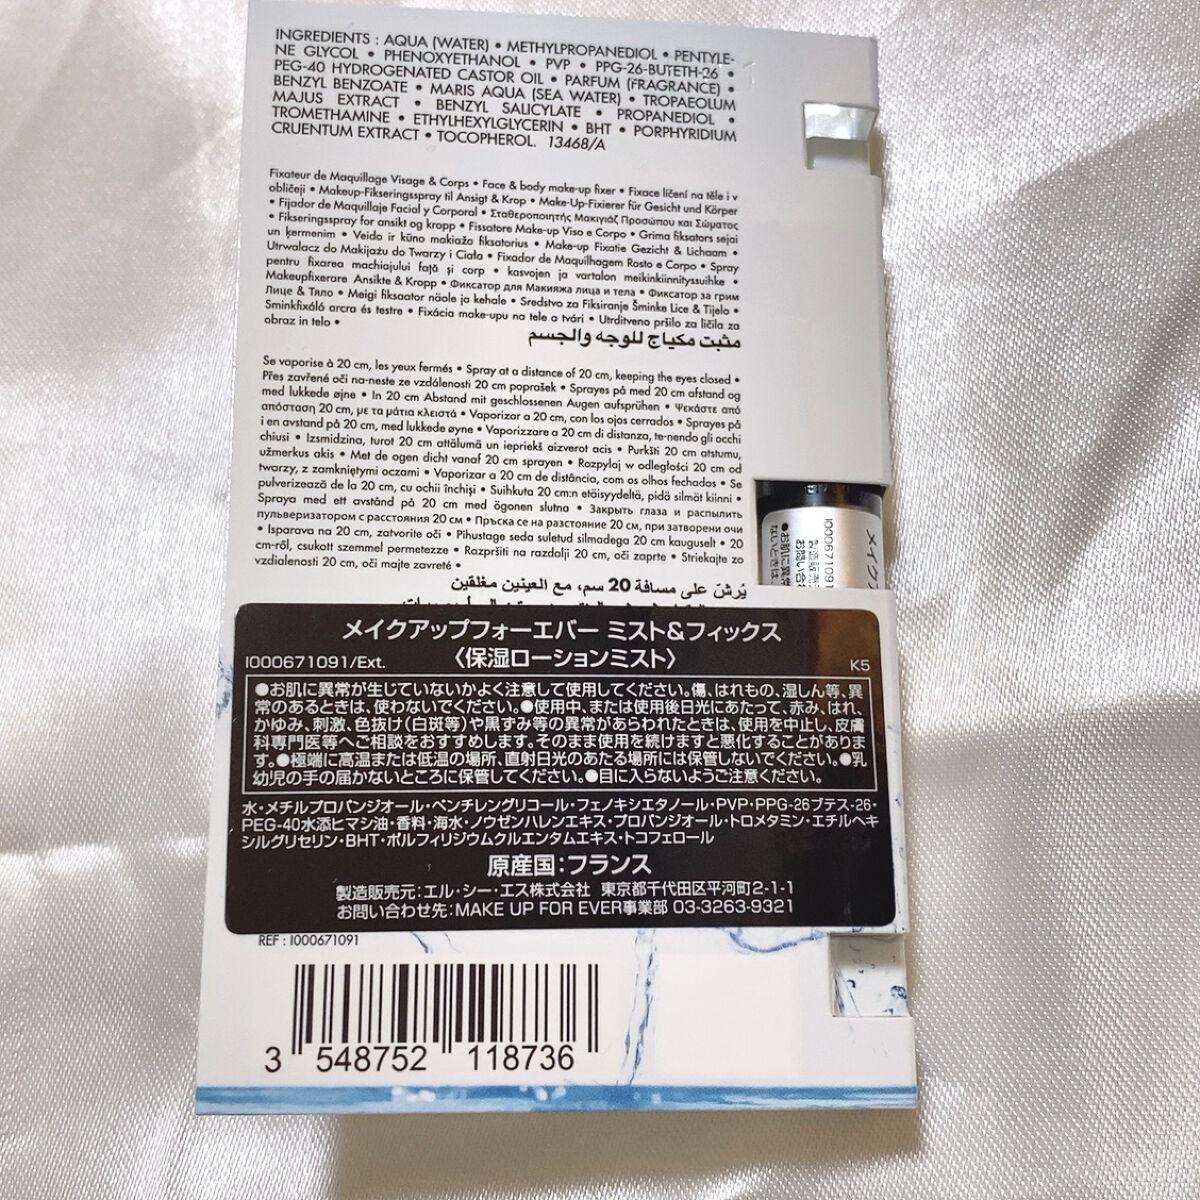 INGREDIENTS : AQUA (WATER) • METHYLPROPANEDIOL • PENTYLE-
NE GLYCOL • PHENOXYETHANOL • PVP • PPG-26-BUTETH-26 •
PEG-40 HYDROGENATED CASTOR OIL • PARFUM (FRAGRANCE) •
BENZYL BENZOATE • MARIS AQUA (SEA WATER) • TROPAEOLUM
MAJUS EXTRACT • BENZYL SALICYLATE • PROPANEDIOL •
TROMETHAMINE • ETHYLHEXYLGLYCERIN • BHT • PORPHYRIDIUM
CRUENTUM EXTRACT • TOCOPHEROL. 13468/A
Fixateur de Maquillage Visage & Corps • Face & body make-up fixer • Fixace líčení na těle i v
obličeji • Makeup-Fikseringsspray til Ansigt & Krop • Make-Up-Fixierer für Gesicht und Körper
• Fijador de Maquillaje Facial y Corporal • Σταθεροποιητής Μακιγιάζ Προσώπου και Σώματος
• Fikseringsspray for ansikt og kropp • Fissatore Make-up Viso e Corpo • Grima fiksators sejai
un ķermenim • Veido ir kūno makiažo fiksatorius • Make-up Fixatie Gezicht & Lichaam •
Utrwalacz do Makijażu do Twarzy i Ciała • Fixador de Maquilhagem Rosto e Corpo • Spray
pentru fixarea machiajului față și corp • kasvojen ja vartalon meikinkiinnityssuihke •
Makeupfixerare Ansikte & Kropp • Фиксатор для Макияжа лица и тела • Фиксатор за грим
Лице & Тяло • Meigi fiksaator näole ja kehale • Sredstvo za Fiksiranje Šminke Lice & Tijelo •
Sminkfixáló arcra és testre • Fixácia make-upu na tele a tvári • Utrditveno pršilo za ličila za
obraz in telo •
مثبت مكياج للوجه والجسم
Se vaporise à 20 cm, les yeux fermés • Spray at a distance of 20 cm, keeping the eyes closed •
Přes zavřené oči na-neste ze vzdálenosti 20 cm poprašek • Sprayes på med 20 cm afstand og
med lukkede øjne • In 20 cm Abstand mit geschlossenen Augen aufsprühen • Ψεκάστε από
απόσταση 20 cm, με τα μάτια κλειστά • Vaporizar a 20 cm, con los ojos cerrados • Sprayes på
i en avstand på 20 cm, med lukkede øyne • Vaporizzare a 20 cm di distanza, te-nendo gli occhi
chiusi • Izsmidzina, turot 20 cm attālumā un iepriekš aizverot acis • Purkšti 20 cm atstumu,
užmerkus akis • Met de ogen dicht vanaf 20 cm sprayen • Rozpylaj w odległości 20 cm od
twarzy, z zamkniętymi oczami • Vaporizar a 20 cm de distância, com os olhos fechados • Se
pulverizează de la 20 cm, cu ochii închiși • Suihkuta 20 cm:n etäisyydeltä, pidä silmät kiinni •
Spraya med ett avstånd på 20 cm med ögonen slutna • Закрыть глаза и распылить
пульверизатором с расстояния 20 см • Пръска се на разстояние 20 cm, при затворени очи
• Isparava na 20 cm, zatvorite oči • Pihustage seda suletud silmadega 20 cm kauguselt • 20
cm-ről, csukott szemmel permetezze • Razpršiti na razdalji 20 cm, oči zaprte • Striekajte zo
vzdialenosti 20 cm, oči majte zavreté •
يُرشّ على مسافة 20 سم، مع العينين مغلقين
メイクアップフォーエバー ミスト&フィックス
I000671091/Ext. 〈保湿ローションミスト〉 K5
●お肌に異常が生じていないかよく注意して使用してください。傷、はれもの、湿しん等、異
常のあるときは、使わないでください。●使用中、または使用後日光にあたって、赤み、はれ、
かゆみ、刺激、色抜け(白斑等)や黒ずみ等の異常があらわれたときは、使用を中止し、皮膚
科専門医等へご相談をおすすめします。そのまま使用を続けますと悪化することがありま
す。●極端に高温または低温の場所、直射日光のあたる場所には保管しないでください。●乳
幼児の手の届かないところに保管してください。●目に入らないようご注意ください。
水・メチルプロパンジオール・ペンチレングリコール・フェノキシエタノール・PVP・PPG-26ブテス-26・
PEG-40水添ヒマシ油・香料・海水・ノウゼンハレンエキス・プロパンジオール・トロメタミン・エチルヘキ
シルグリセリン・BHT・ポルフィリジウムクルエンタムエキス・トコフェロール
原産国：フランス
製造販売元：エル・シー・エス株式会社 東京都千代田区平河町2-1-1
お問い合わせ先：MAKE UP FOR EVER事業部 03-3263-9321
REF : I000671091
3 548752 118736
メイクア
I000671091
製造販売
お問い合
●お肌に異常
ないときは、